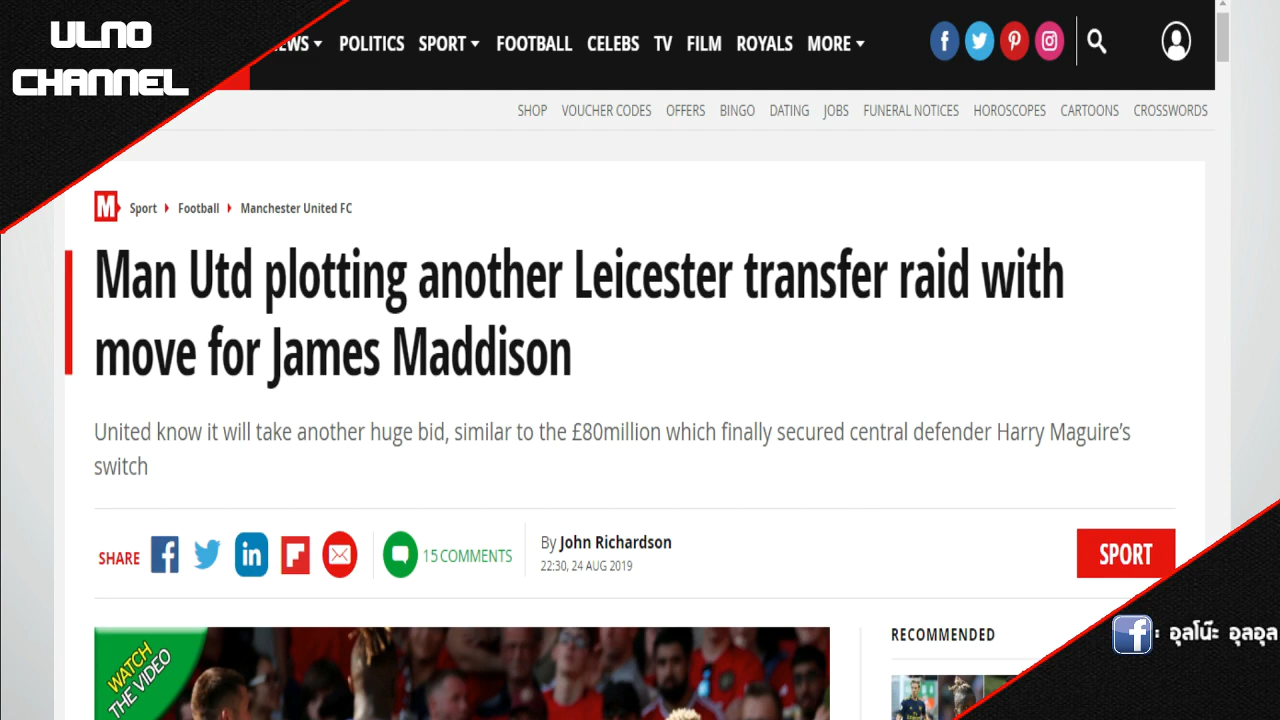 ULNO
CHANNEL
EWS POLITICS SPORT FOOTBALL CELEBS TV FILM ROYALS MORE
SHOP VOUCHER CODES OFFERS BINGO DATING JOBS FUNERAL NOTICES HOROSCOPES CARTOONS CROSSWORDS
M Sport Football Manchester United FC
Man Utd plotting another Leicester transfer raid with
move for James Maddison
United know it will take another huge bid, similar to the £80million which finally secured central defender Harry Maguire’s
switch
SHARE 15 COMMENTS
By John Richardson
22:30, 24 AUG 2019
SPORT
WATCH
THE VIDEO
RECOMMENDED
: อุลโน๊ะ อุลอุล